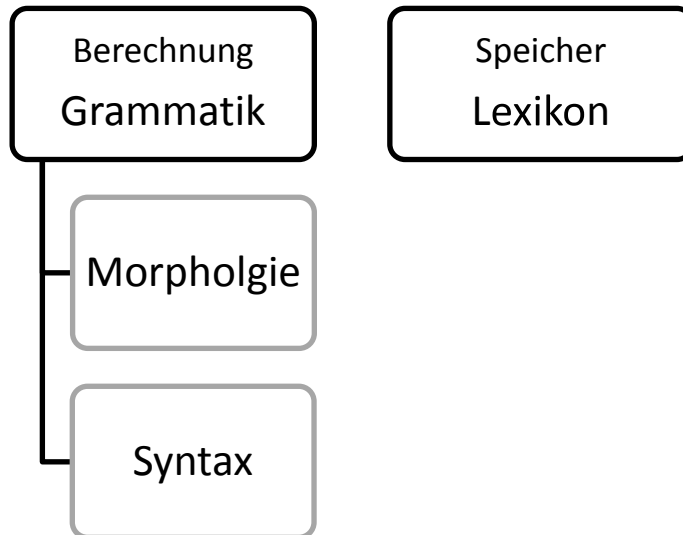 Berechnung
Grammatik
Speicher
Lexikon
Morpholgie
Syntax